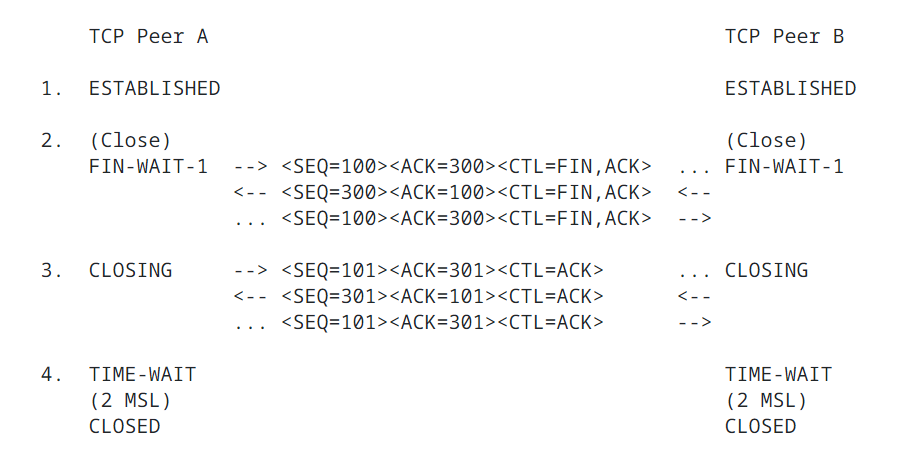 TCP Peer A                                           TCP Peer B
1.  ESTABLISHED                                          ESTABLISHED
2.  (Close)                                              (Close)
    FIN-WAIT-1  --> <SEQ=100><ACK=300><CTL=FIN,ACK>  ... FIN-WAIT-1
                <-- <SEQ=300><ACK=100><CTL=FIN,ACK>  <--
                ... <SEQ=100><ACK=300><CTL=FIN,ACK>  -->
3.  CLOSING     --> <SEQ=101><ACK=301><CTL=ACK>      ... CLOSING
                <-- <SEQ=301><ACK=101><CTL=ACK>      <--
                ... <SEQ=101><ACK=301><CTL=ACK>      -->
4.  TIME-WAIT                                            TIME-WAIT
    (2 MSL)                                              (2 MSL)
    CLOSED                                               CLOSED